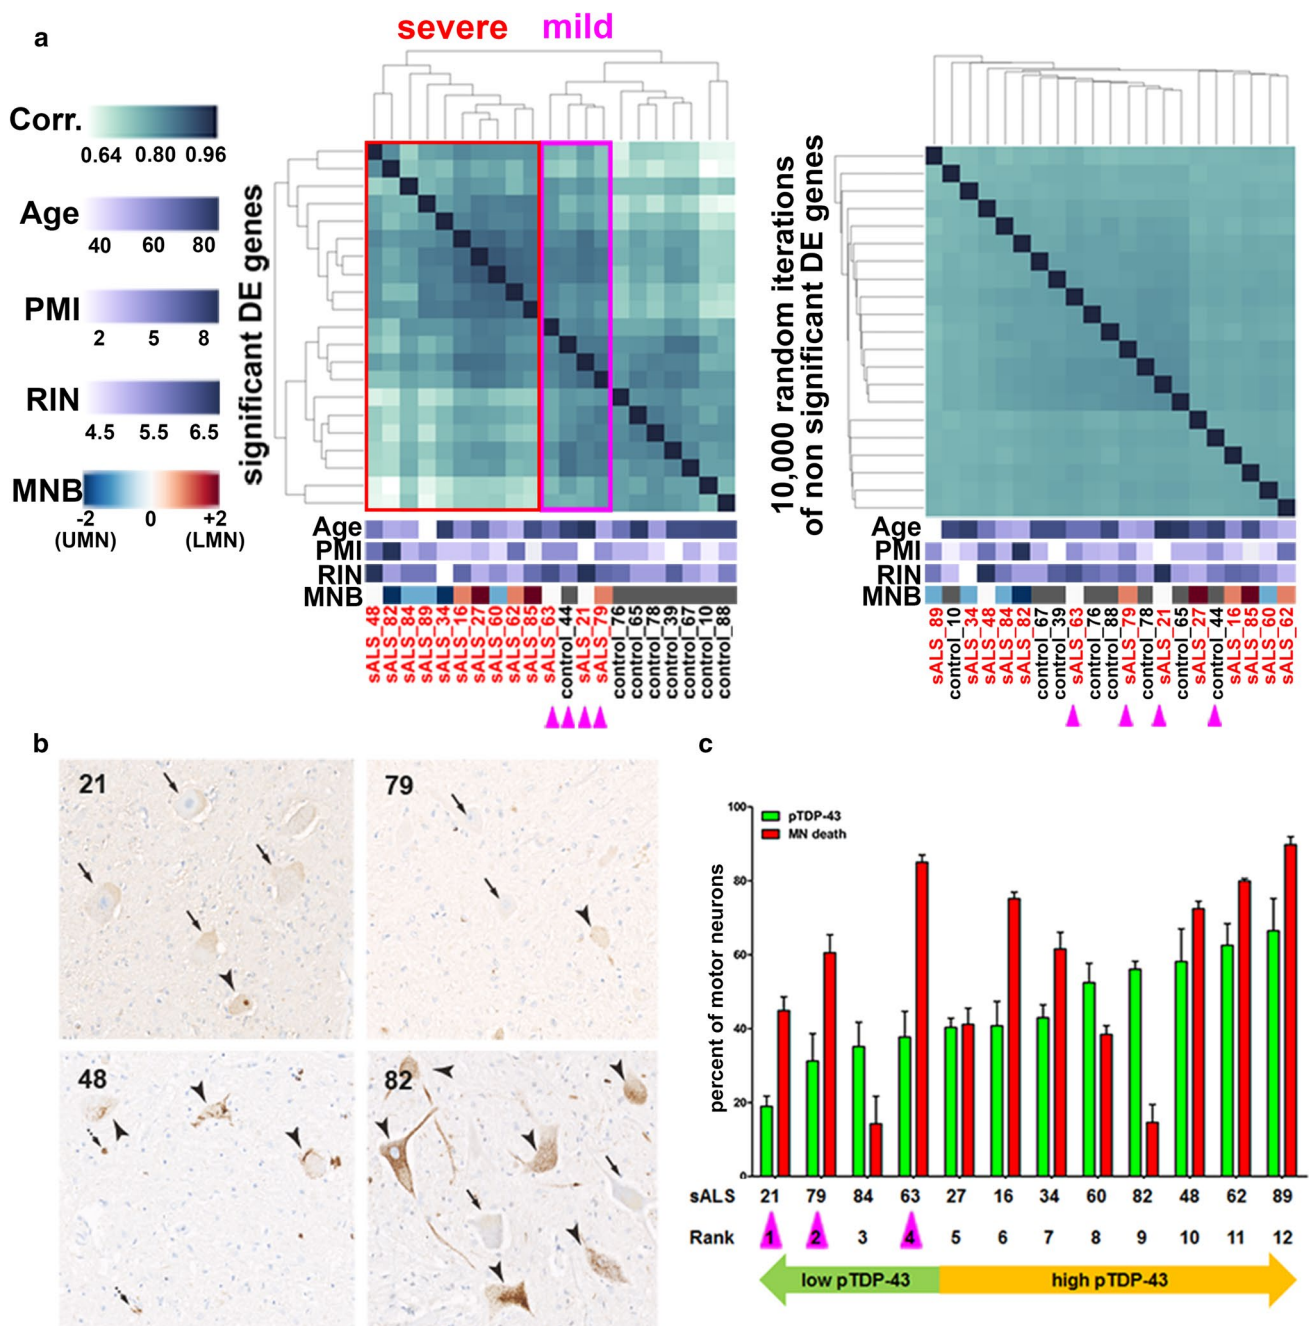 a
severe mild
Corr.
0.64 0.80 0.96
Age
40 60 80
PMI
2 5 8
RIN
4.5 5.5 6.5
MNB
-2 0 +2
(UMN) (LMN)
significant DE genes
Age
PMI
RIN
MNB
sALS_48
sALS_82
sALS_84
sALS_89
sALS_34
sALS_16
sALS_27
sALS_60
sALS_62
sALS_85
sALS_63
control_44
sALS_21
sALS_79
control_76
control_65
control_78
control_39
control_67
control_10
control_88
10,000 random iterations
of non significant DE genes
Age
PMI
RIN
MNB
sALS_89
control_10
sALS_34
sALS_48
sALS_84
sALS_82
control_67
control_39
sALS_63
control_76
control_88
sALS_79
control_78
sALS_21
control_65
sALS_27
control_44
sALS_16
sALS_85
sALS_60
sALS_62
b
21
79
48
82
c
percent of motor neurons
100
80
60
40
20
0
pTDP-43
MN death
sALS 21 79 84 63 27 16 34 60 82 48 62 89
Rank 1 2 3 4 5 6 7 8 9 10 11 12
low pTDP-43 high pTDP-43